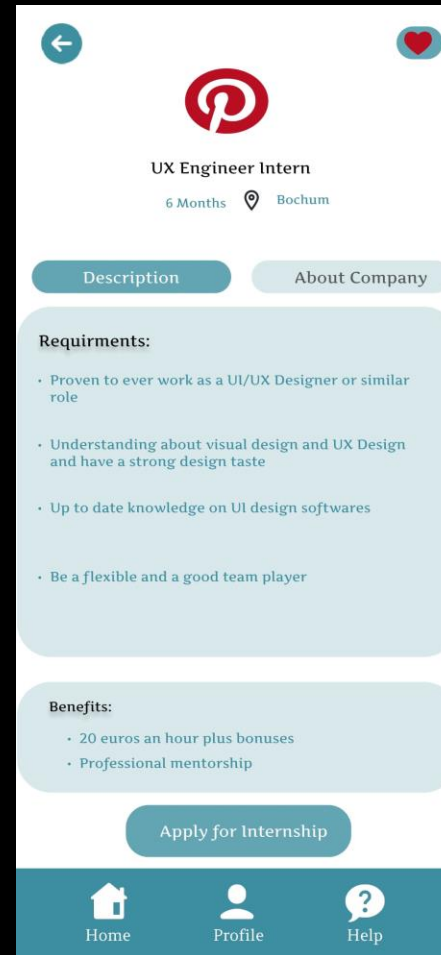 UX Engineer Intern
6 Months Bochum
Description About Company
Requirments:
• Proven to ever work as a UI/UX Designer or similar
role
• Understanding about visual design and UX Design
and have a strong design taste
• Up to date knowledge on UI design softwares
• Be a flexible and a good team player
Benefits:
• 20 euros an hour plus bonuses
• Professional mentorship
Apply for Internship
Home Profile Help